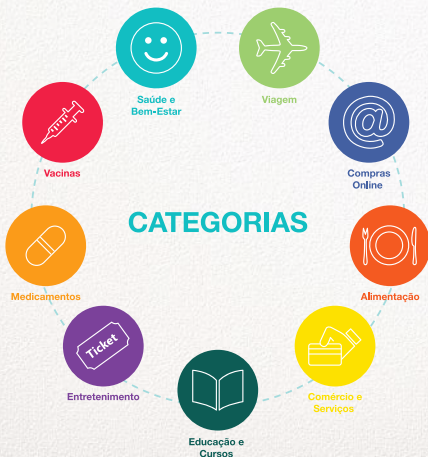 Saúde e
Bem-Estar
Viagem
Vacinas
Compras
Online
CATEGORIAS
Medicamentos
Alimentação
Ticket
Entretenimento
Comércio e
Serviços
Educação e
Cursos